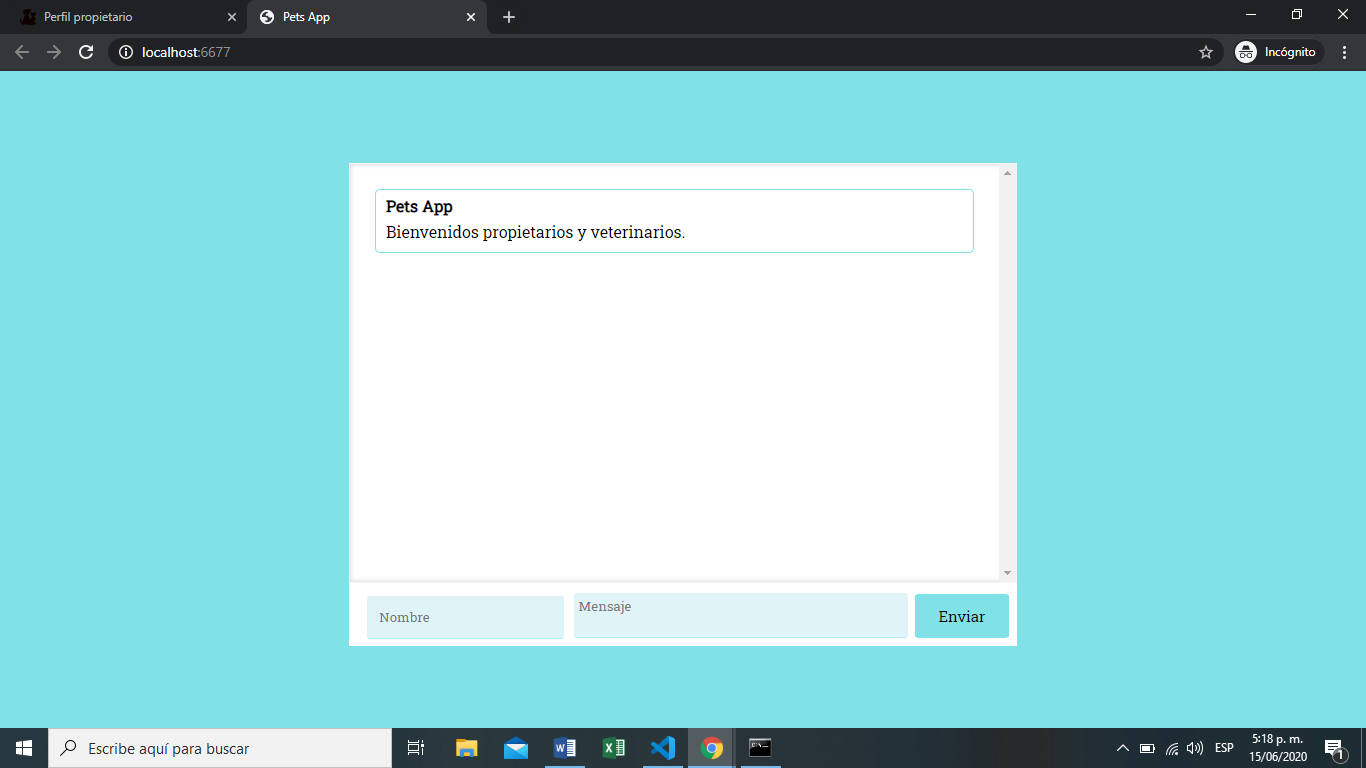 Perfil propietario
Pets App
localhost:6677
Incógnito
Pets App
Bienvenidos propietarios y veterinarios.
Nombre
Mensaje
Enviar
Escribe aquí para buscar
ESP
5:18 p. m.
15/06/2020
1